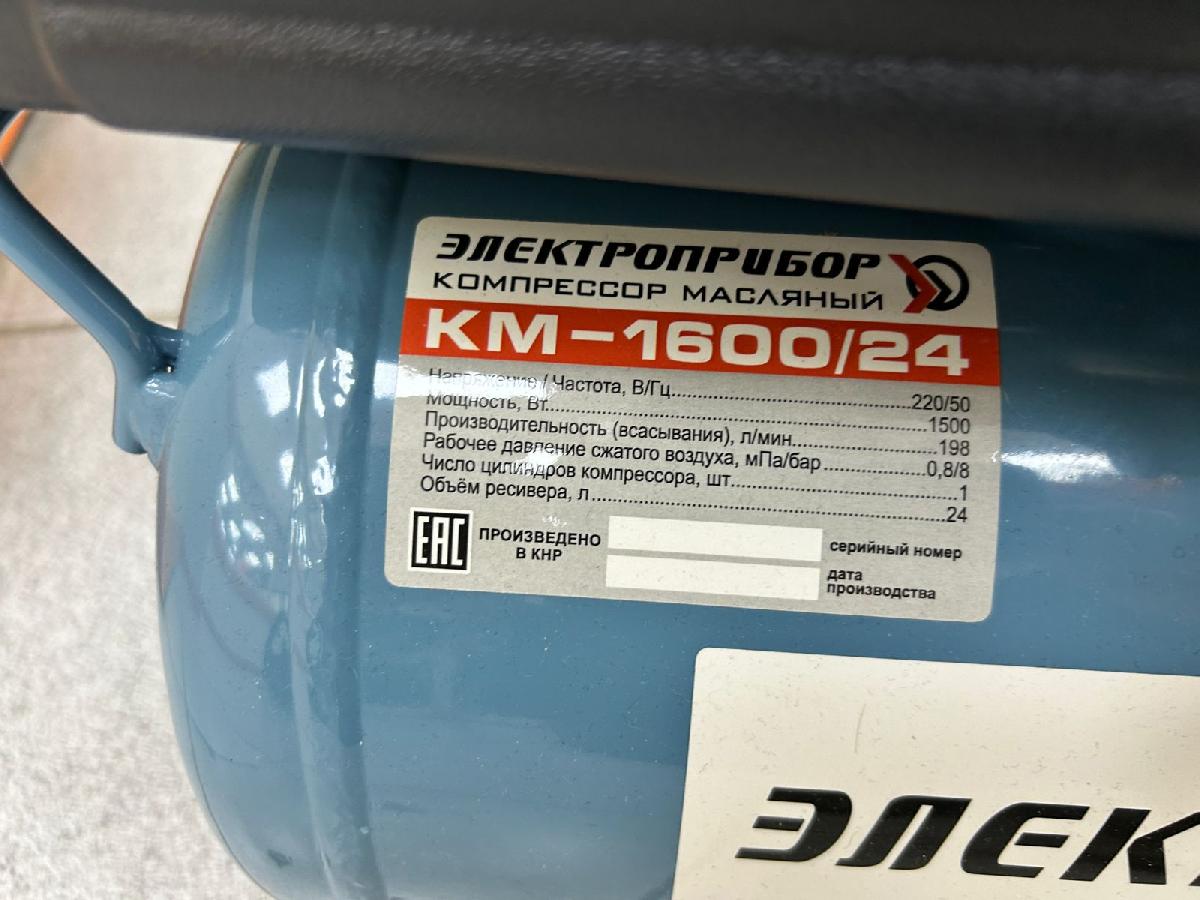 ЭЛЕКТРОПРИБОР
КОМПРЕССОР МАСЛЯНЫЙ
КМ-1600/24
Напряжение / Частота, В/Гц....220/50
Мощность, Вт....1500
Производительность (всасывания), л/мин....198
Рабочее давление сжатого воздуха, мПа/бар....0,8/8
Число цилиндров компрессора, шт....1
Объём ресивера, л....24
EAC ПРОИЗВЕДЕНО В КНР
серийный номер
дата
производства
ЭЛЕК